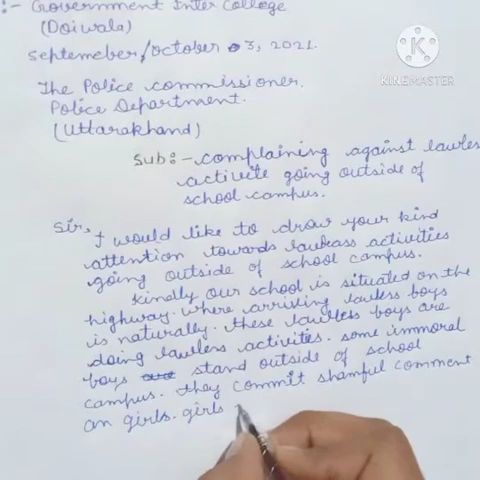 :- Government Inter College
(Doiwala)
septemeber/october 3, 2021.
KINEMASTER
The Police commissioner.
Police Department.
(Uttarakhand)
Sub:- complaining against lawles
activite going outside of
school campus.
Sir,
I would like to draw your kind
attention towards lawless activities
going outside of school campus.
kindly our school is situated on the
highway. where arriving lawless boys
is naturally. these lawless boys are
doing lawless activities. some immoral
boys stand outside of school
campus. they commit shamful comment
on girls. girls